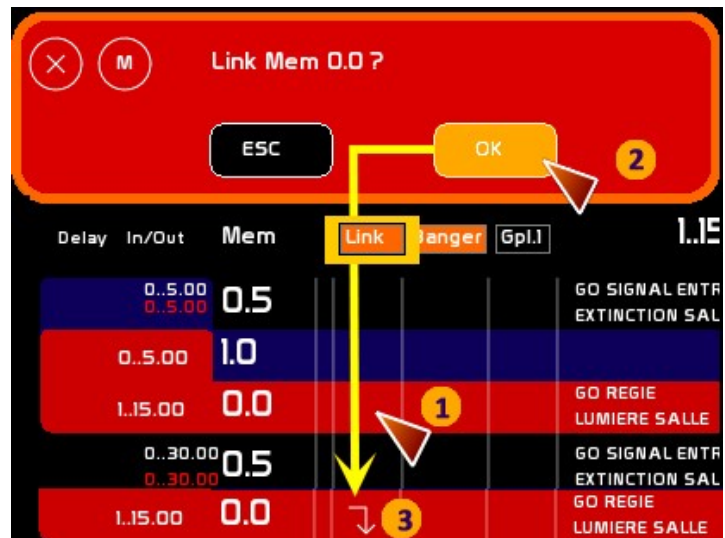 X M Link Mem 0.0 ?
ESC OK 2
Delay In/Out Mem Link Banger Gpl.1 1..15
0..5.00 0.5 GO SIGNAL ENTR
0..5.00 EXTINCTION SAL
0..5.00 1.0
1..15.00 0.0 1 GO REGIE
LUMIERE SALLE
0..30.00 0.5 GO SIGNAL ENTR
0..30.00 EXTINCTION SAL
1..15.00 0.0 3 GO REGIE
LUMIERE SALLE